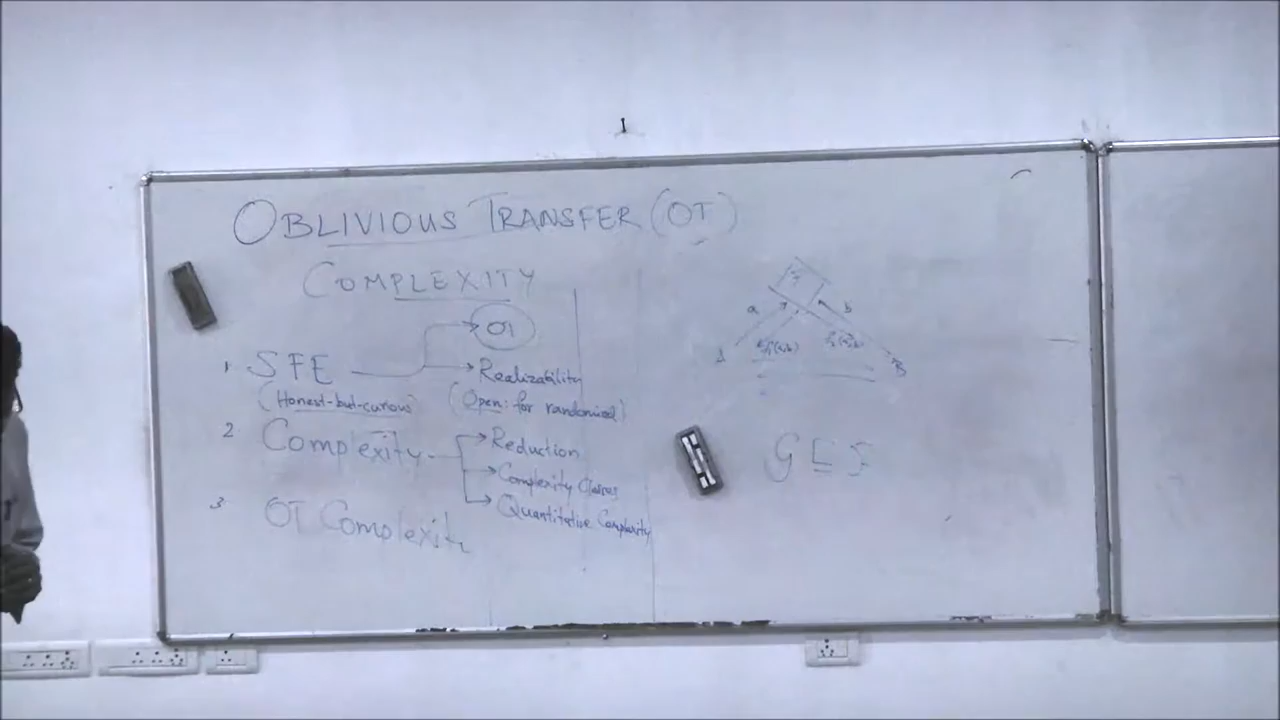 OBLIVIOUS TRANSFER (OT)
COMPLEXITY
OT
1 SFE → Realizability
(Honest-but-curious) (Open: for randomized)
2 Complexity → Reduction
→ Complexity Classes
→ Quantitative Complexity
3 OT Complexity
a b
A B
G ⊑ F